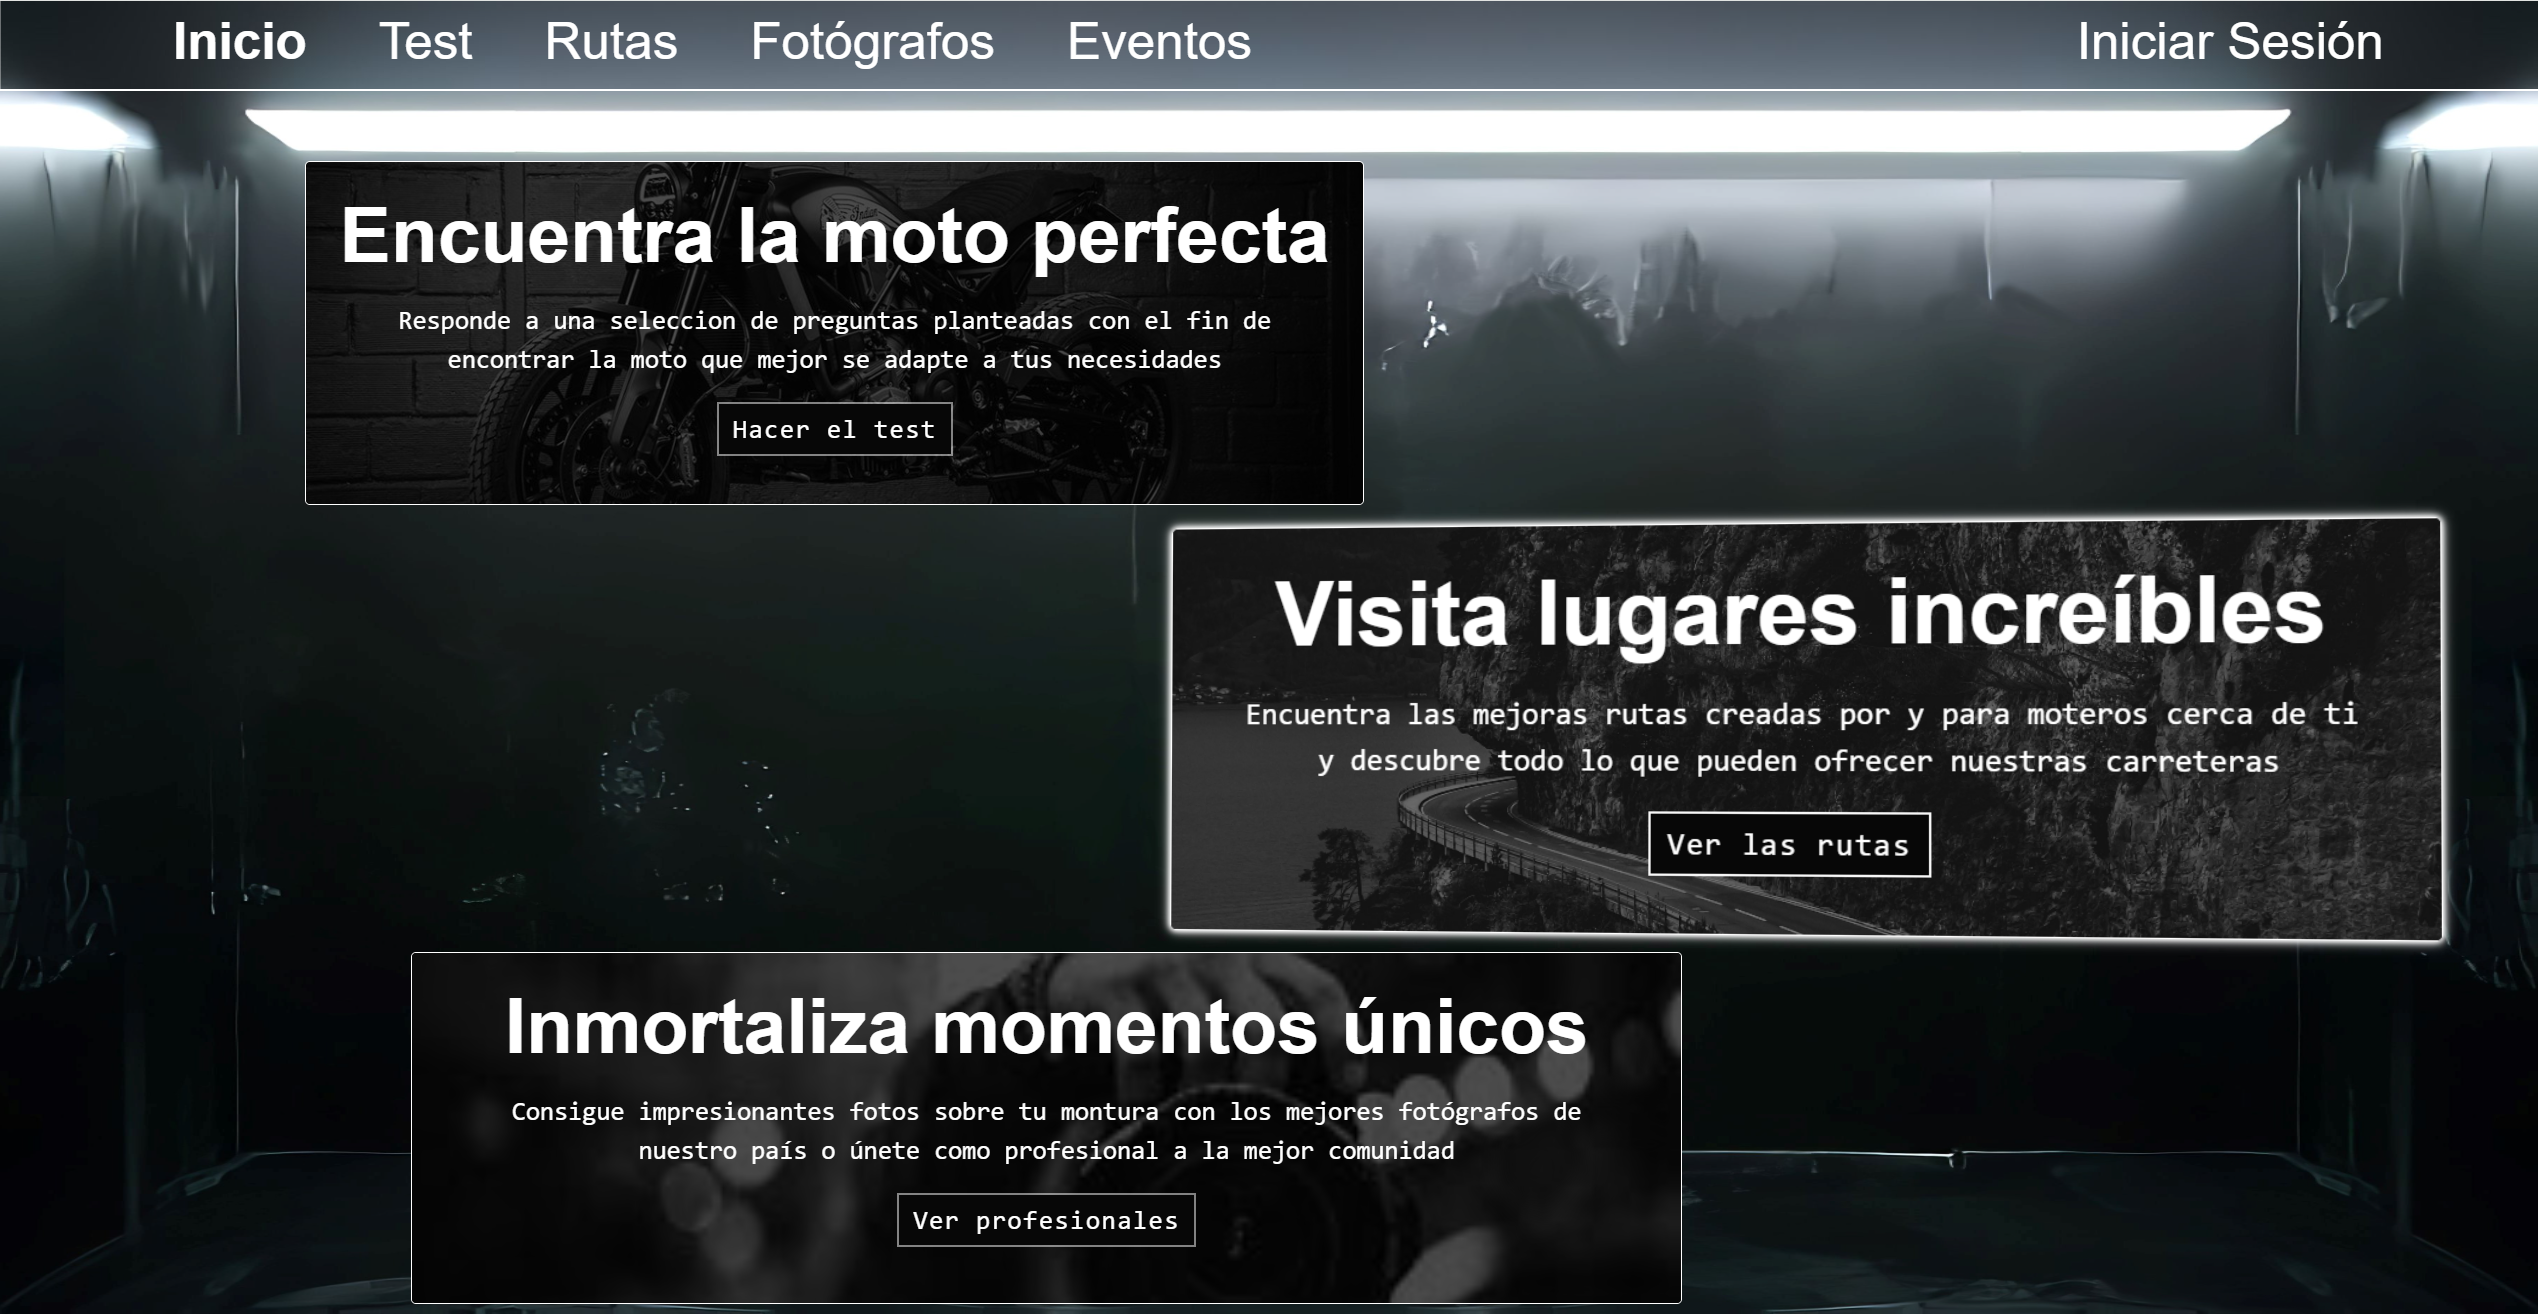 Inicio Test Rutas Fotógrafos Eventos Iniciar Sesión
Encuentra la moto perfecta
Responde a una seleccion de preguntas planteadas con el fin de
encontrar la moto que mejor se adapte a tus necesidades
Hacer el test
Visita lugares increíbles
Encuentra las mejoras rutas creadas por y para moteros cerca de ti
y descubre todo lo que pueden ofrecer nuestras carreteras
Ver las rutas
Inmortaliza momentos únicos
Consigue impresionantes fotos sobre tu montura con los mejores fotógrafos de
nuestro país o únete como profesional a la mejor comunidad
Ver profesionales